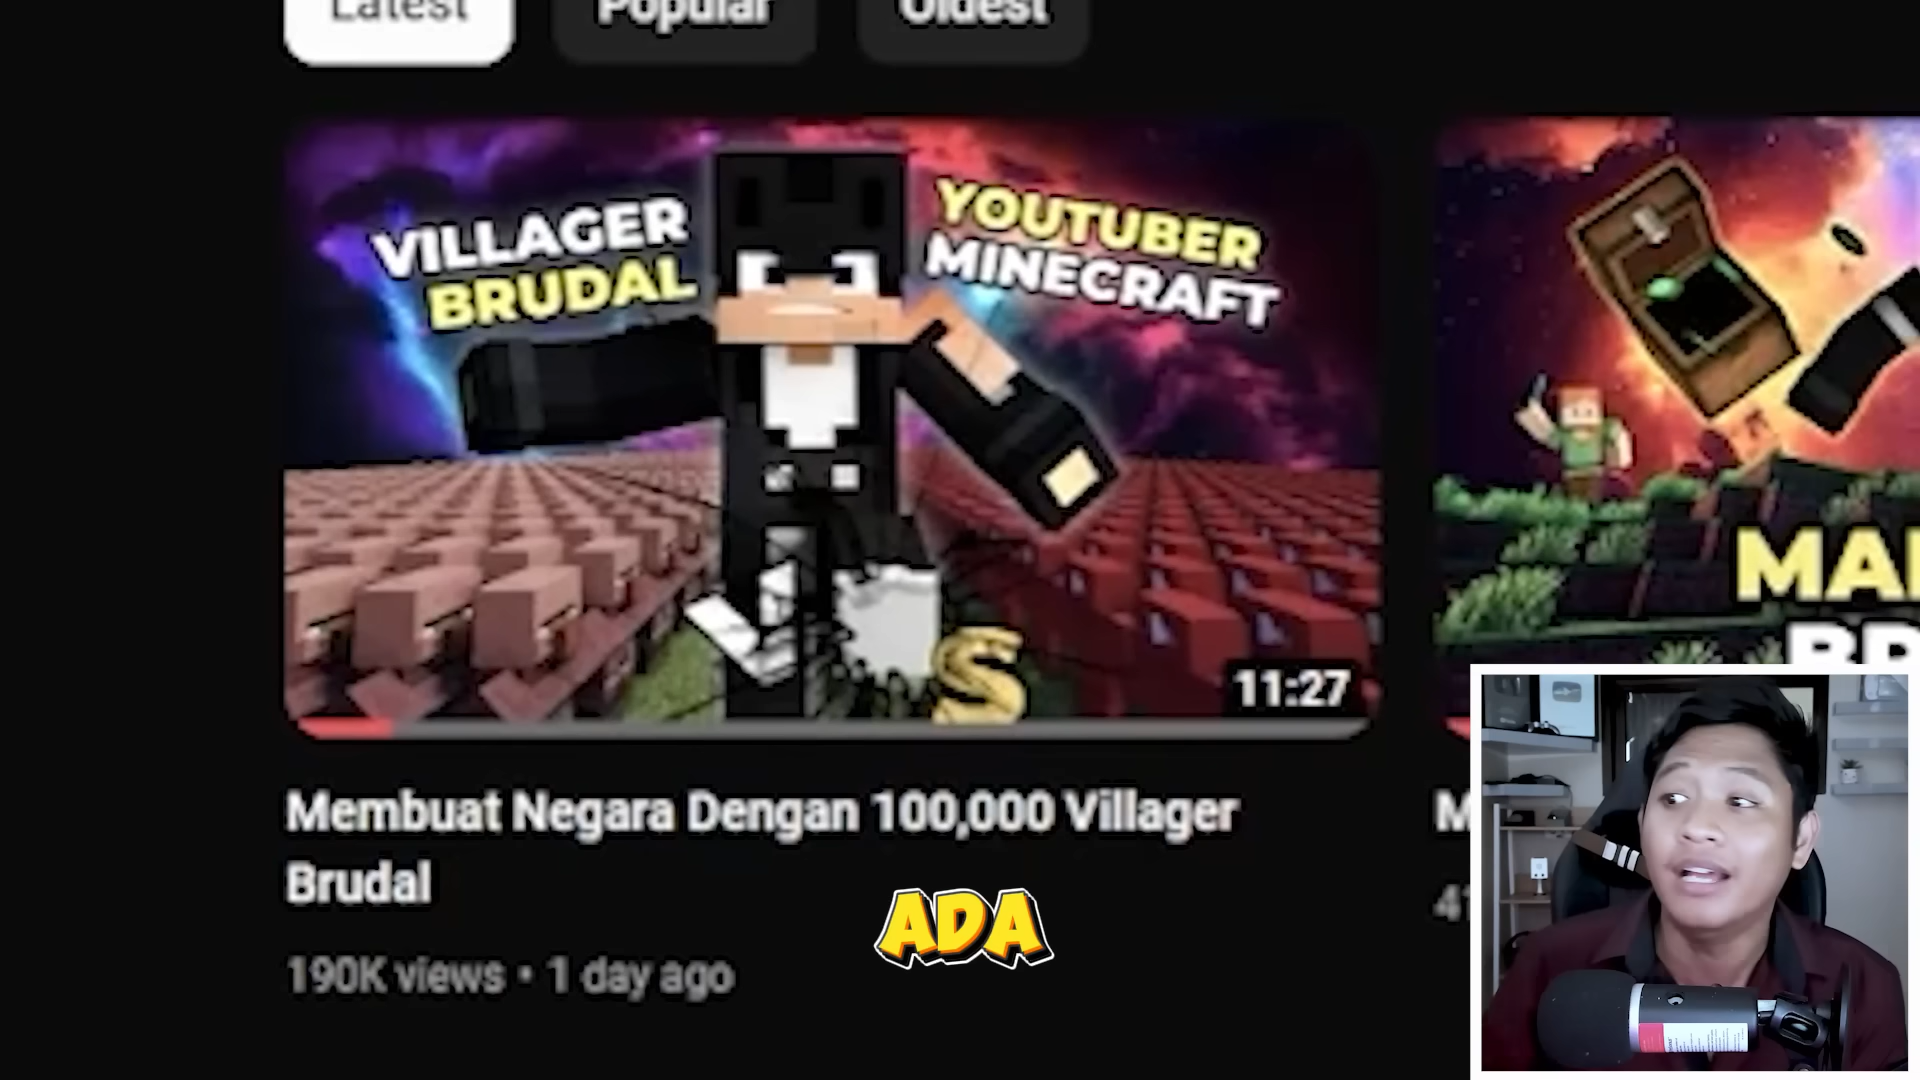 Latest Popular Oldest
VILLAGER
BRUDAL
YOUTUBER
MINECRAFT
VS
11:27
Membuat Negara Dengan 100,000 Villager
Brudal
190K views • 1 day ago
ADA